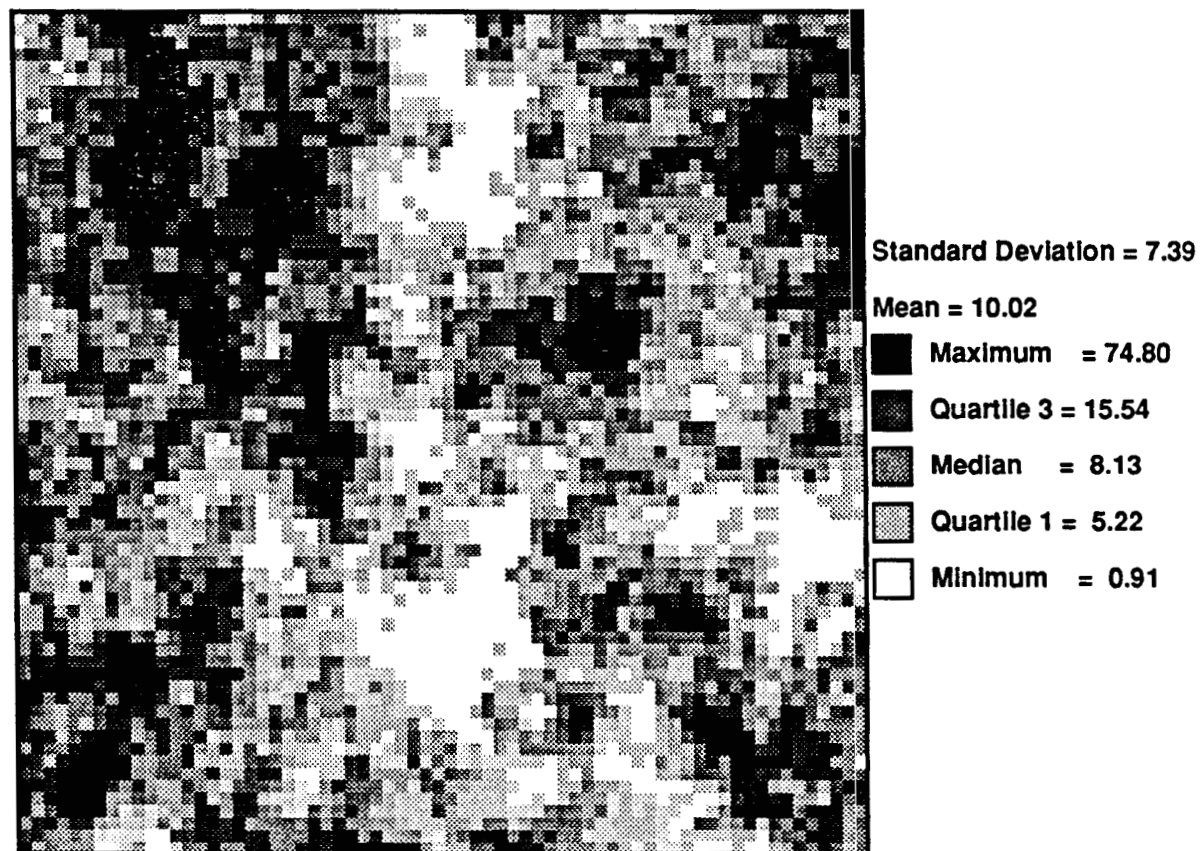 Standard Deviation = 7.39
Mean = 10.02
Maximum = 74.80
Quartile 3 = 15.54
Median = 8.13
Quartile 1 = 5.22
Minimum = 0.91